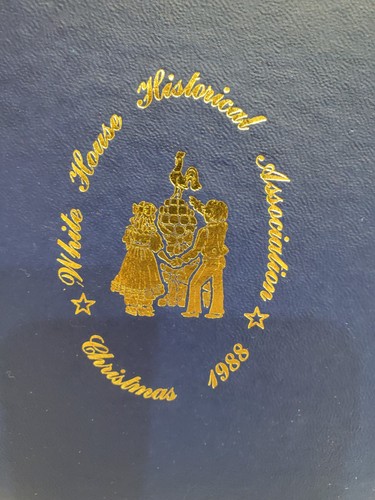 White House Historical Association
Christmas 1988